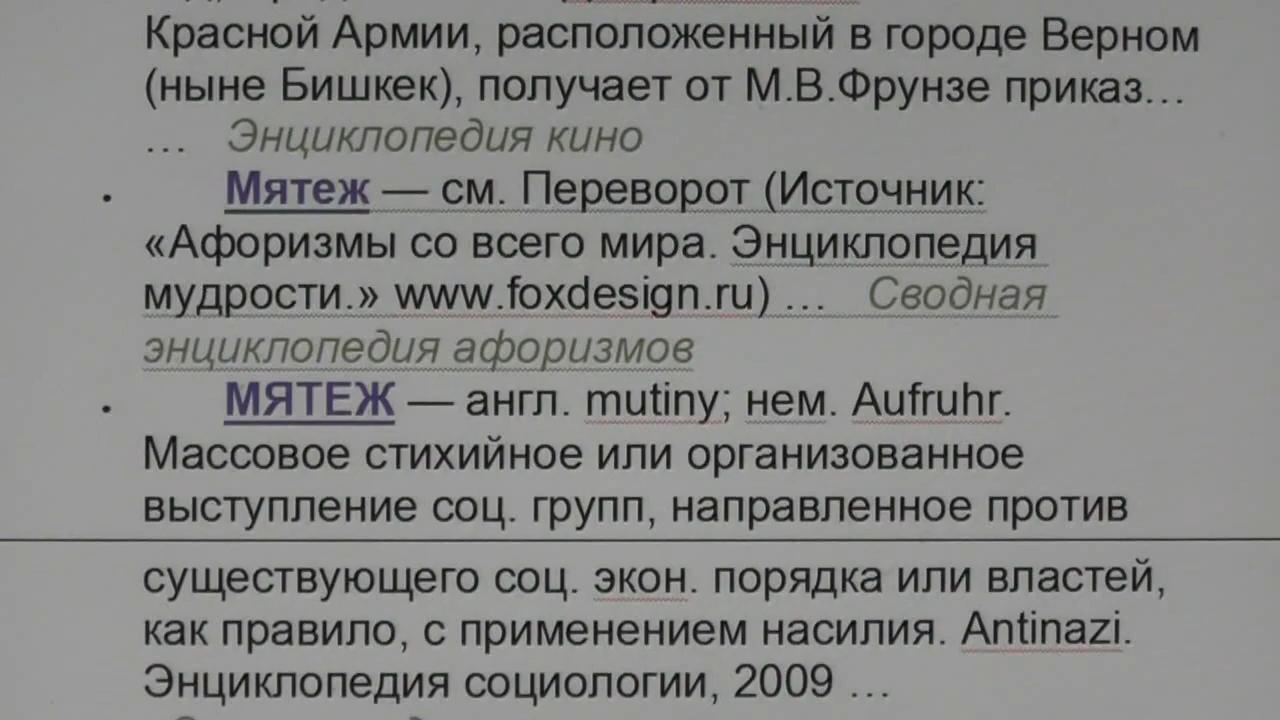 Красной Армии, расположенный в городе Верном
(ныне Бишкек), получает от М.В.Фрунзе приказ…
… Энциклопедия кино
• Мятеж — см. Переворот (Источник:
«Афоризмы со всего мира. Энциклопедия
мудрости.» www.foxdesign.ru) … Сводная
энциклопедия афоризмов
• МЯТЕЖ — англ. mutiny; нем. Aufruhr.
Массовое стихийное или организованное
выступление соц. групп, направленное против
существующего соц. экон. порядка или властей,
как правило, с применением насилия. Antinazi.
Энциклопедия социологии, 2009 …